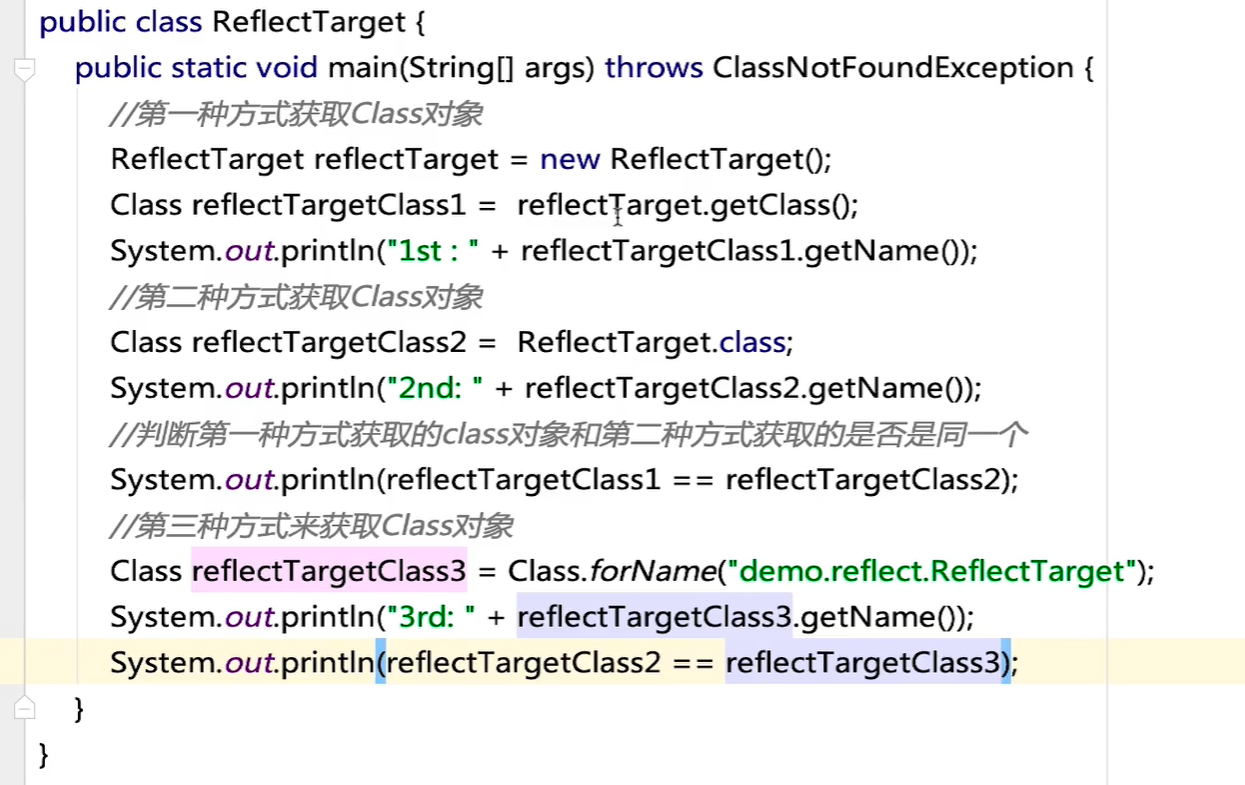 public class ReflectTarget {
public static void main(String[] args) throws ClassNotFoundException {
//第一种方式获取Class对象
ReflectTarget reflectTarget = new ReflectTarget();
Class reflectTargetClass1 =  reflectTarget.getClass();
System.out.println("1st : " + reflectTargetClass1.getName());
//第二种方式获取Class对象
Class reflectTargetClass2 =  ReflectTarget.class;
System.out.println("2nd: " + reflectTargetClass2.getName());
//判断第一种方式获取的class对象和第二种方式获取的是否是同一个
System.out.println(reflectTargetClass1 == reflectTargetClass2);
//第三种方式来获取Class对象
Class reflectTargetClass3 = Class.forName("demo.reflect.ReflectTarget");
System.out.println("3rd: " + reflectTargetClass3.getName());
System.out.println(reflectTargetClass2 == reflectTargetClass3);
}
}